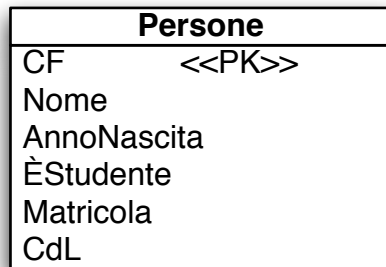 Persone
CF <<PK>>
Nome
AnnoNascita
ÈStudente
Matricola
CdL